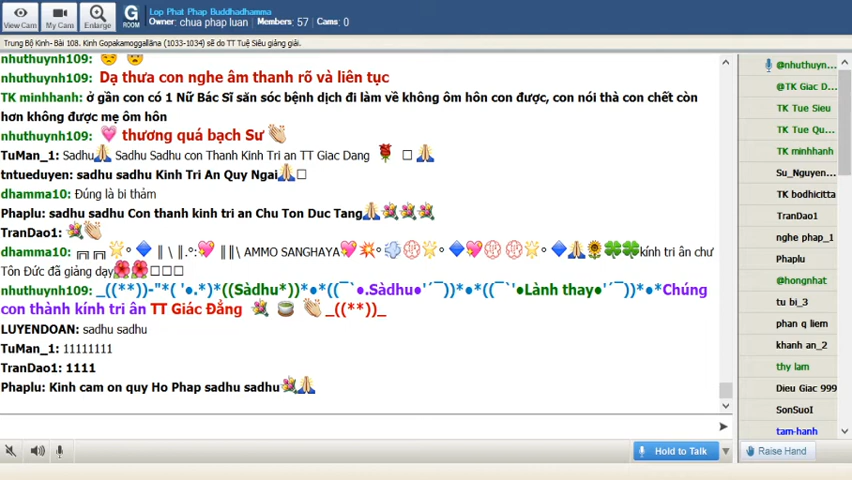 View Cam
My Cams
Enlarge
G
ROOM
Lop Phat Phap Buddhadhamma
Owner: chua phap luan Members: 57 Cams: 0
Trung Bộ Kinh- Bài 108. Kinh Gopakamoggallāna (1033-1034) sẽ do TT Tuệ Siêu giảng giải.
nhuthuynh109: 😒 😧
nhuthuynh109: Dạ thưa con nghe âm thanh rõ và liên tục
TK minhhanh: ở gần con có 1 Nữ Bác Sĩ săn sóc bệnh dịch đi làm về không ôm hôn con được, con nói thà con chết còn
hơn không được mẹ ôm hôn
nhuthuynh109: 💖 thương quá bạch Sư 👏🏻
TuMan_1: Sadhu🙏🏻 Sadhu Sadhu con Thanh Kinh Tri an TT Giac Dang 🌹 □ 🙏🏻
tntueduyen: sadhu sadhu Kinh Tri An Quy Ngai🙏🏻□
dhamma10: Đúng là bi thảm
Phaplu: sadhu sadhu Con thanh kinh tri an Chu Ton Duc Tang🙏🏻💐💐💐
TranDao1: 💐👏🏻
dhamma10: ╔╗ ╔╗ 🌟∘ 🔷 ║ \ ║.∘:💖 ║║\ AMMO SANGHAYA💖💥∘💨💮🌟∘🔷💖💮 💮🌟∘🔷🙏🏻🌻🍀🍀kính tri ân chư
Tôn Đức đã giảng dạy🌺🌺□□□
nhuthuynh109: _((**))-"*( '●.*)*((Sàdhu*))*●*((¯`●.Sàdhu●'´¯))*●*((¯`'●Lành thay●'´¯))*●*Chúng
con thành kính tri ân TT Giác Đẳng 💐 🍵 👏🏻 _((**))_
LUYENDOAN: sadhu sadhu
TuMan_1: 11111111
TranDao1: 1111
Phaplu: Kinh cam on quy Ho Phap sadhu sadhu💐🙏🏻
@nhuthuyn...
@TK Giac D...
TK Tue Sieu
TK Tue Qu...
TK minhhanh
Su_Nguyen...
TK bodhicitta
TranDao1
nghe phap_1
Phaplu
@hongnhat
tu bi_3
phan q liem
khanh an_2
thy lam
Dieu Giac 999
SonSuoI
tam-hanh
Hold to Talk
Raise Hand